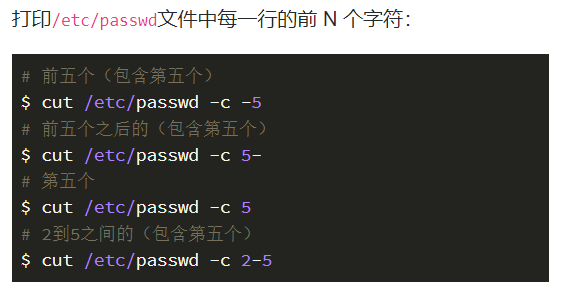 打印/etc/passwd文件中每一行的前 N 个字符：
# 前五个（包含第五个）
$ cut /etc/passwd -c -5
# 前五个之后的（包含第五个）
$ cut /etc/passwd -c 5-
# 第五个
$ cut /etc/passwd -c 5
# 2到5之间的（包含第五个）
$ cut /etc/passwd -c 2-5